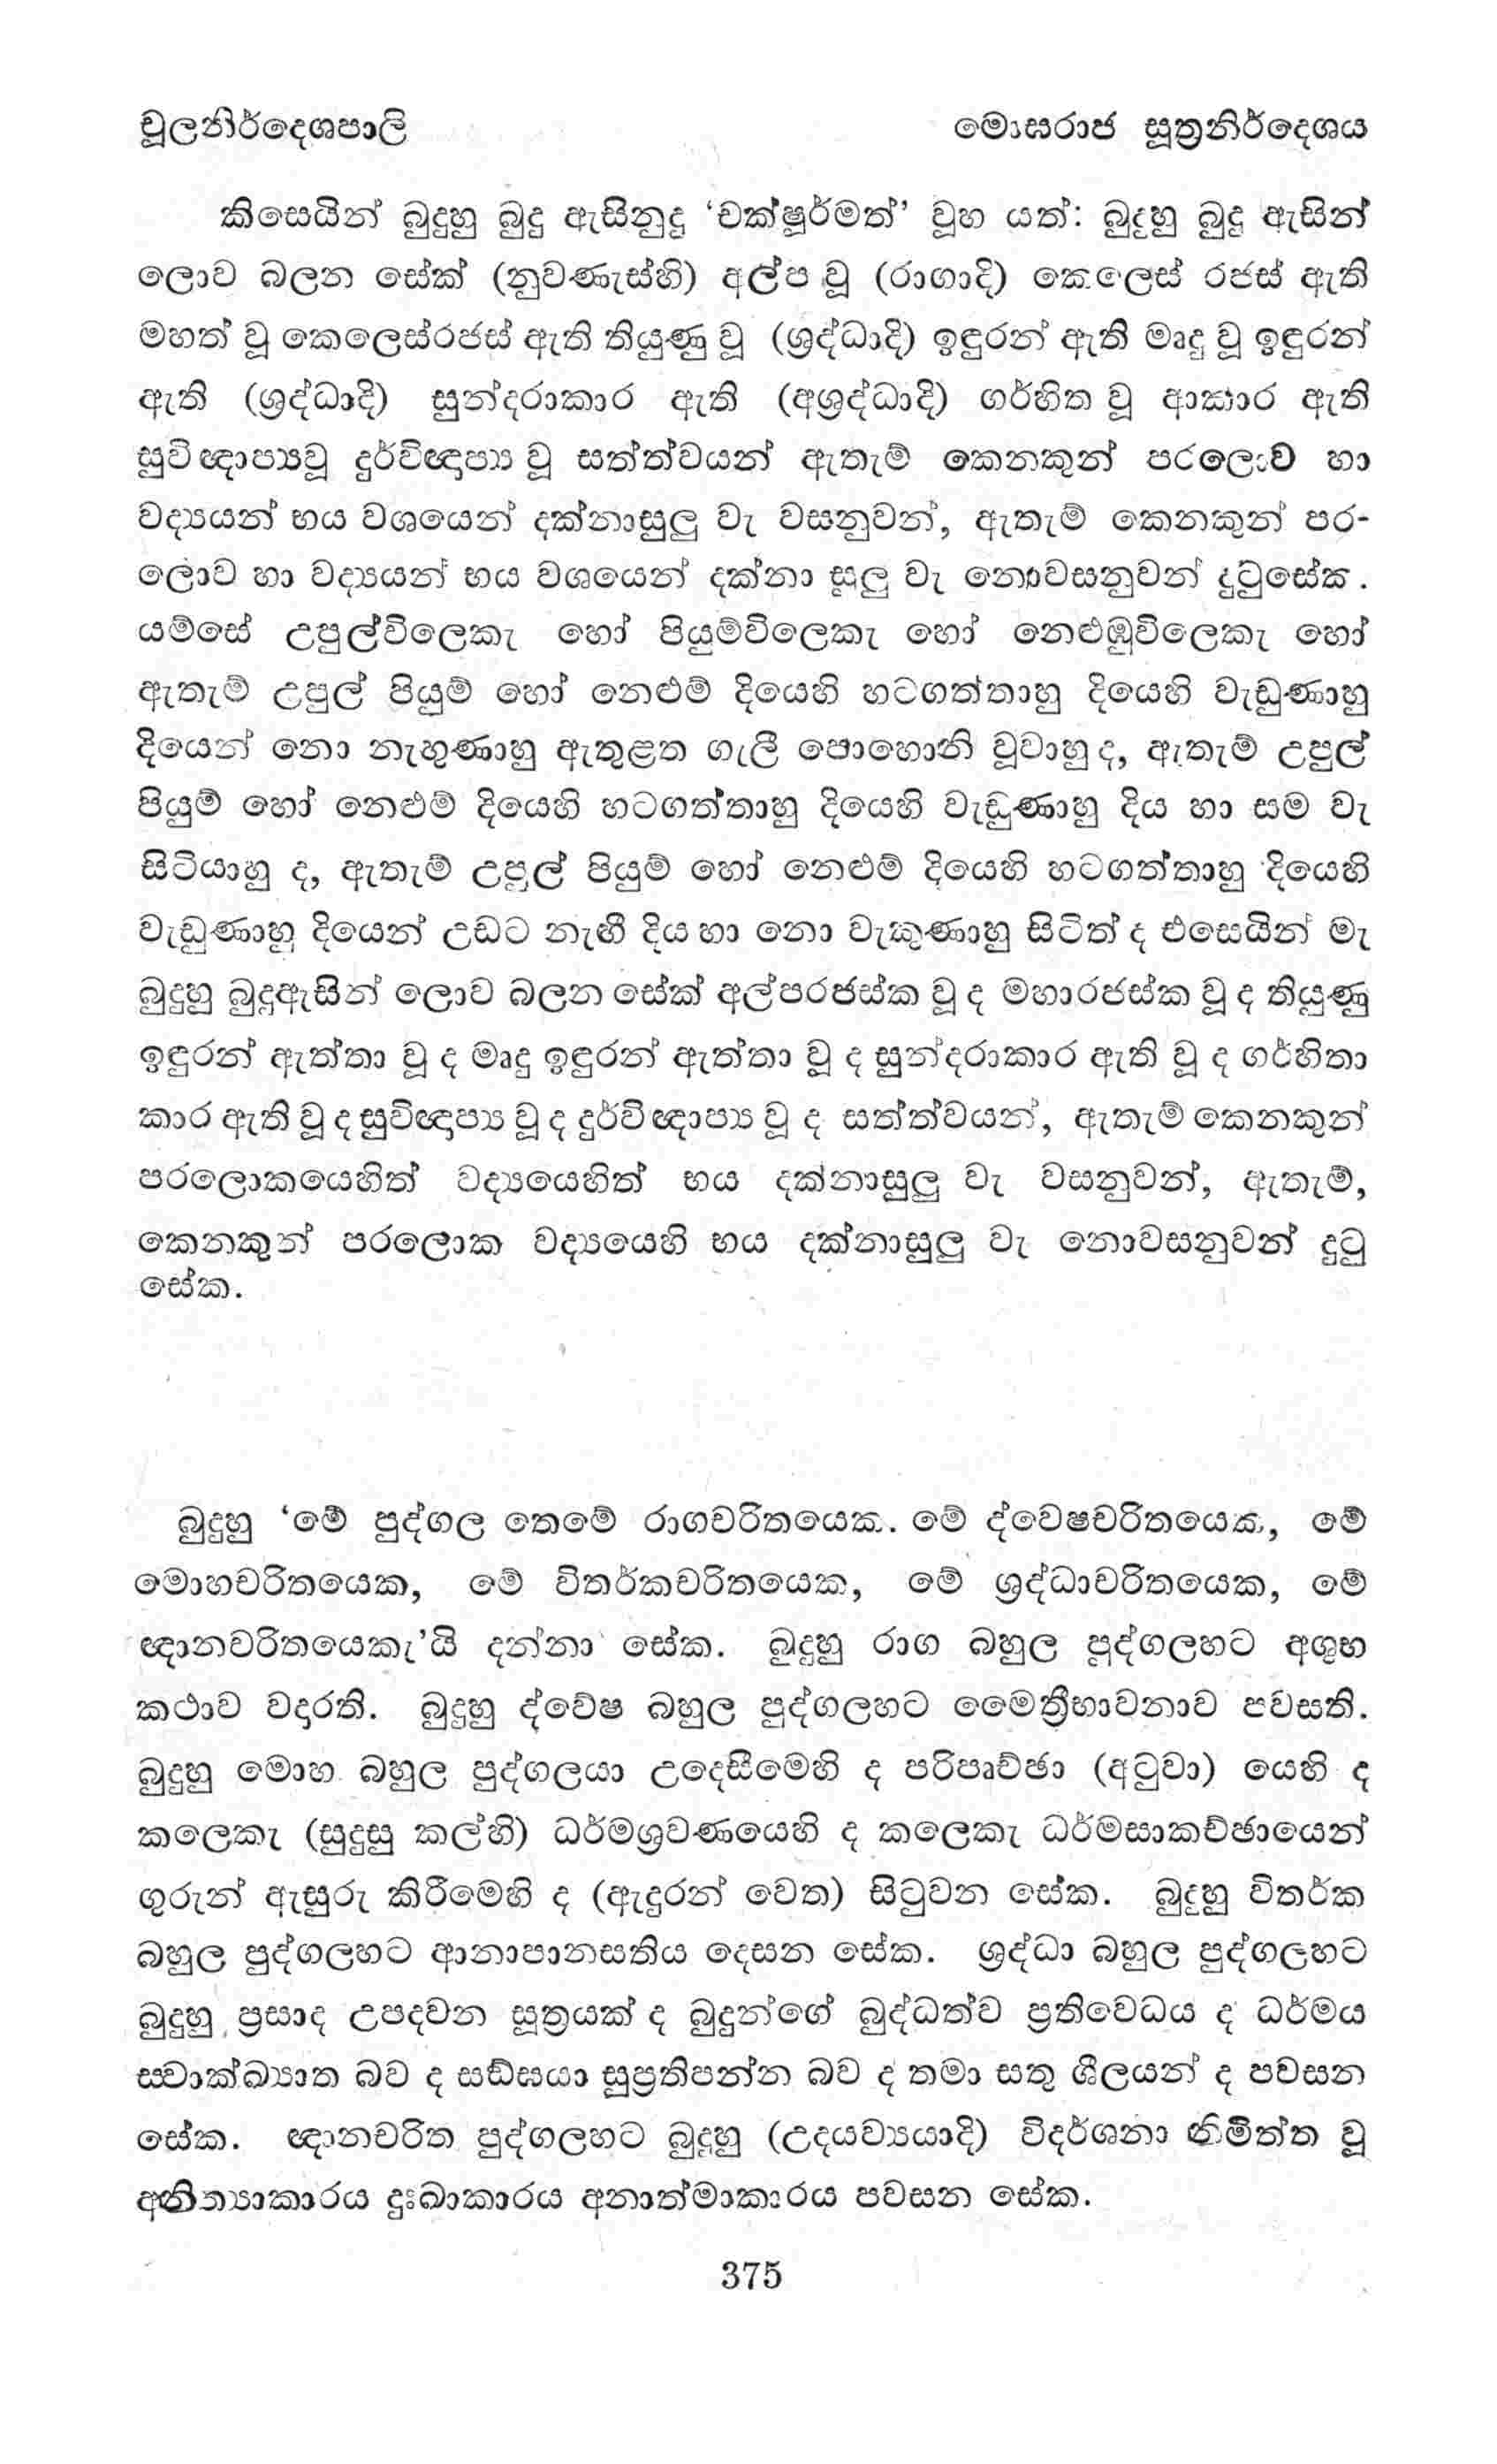 චූලනිර්දෙශපාලි මොඝරාජ සූත්‍රනිර්දෙශය
කිසෙයින් බුදුහු බුදු ඇසිනුදු ‘චක්ෂූර්මත්’ වූහ යත්: බුදුහු බුදු ඇසින්
ලොව බලන සේක් (නුවණැස්හි) අල්ප වූ (රාගාදි) කෙලෙස් රජස් ඇති
මහත් වූ කෙලෙස්රජස් ඇති තියුණු වූ (ශ්‍රද්ධාදි) ඉඳුරන් ඇති මෘදු වූ ඉඳුරන්
ඇති (ශ්‍රද්ධාදි) සුන්දරාකාර ඇති (අශ්‍රද්ධාදි) ගර්හිත වූ ආකාර ඇති
සුවිඥාප්‍යවූ දුර්විඥාප්‍ය වූ සත්ත්වයන් ඇතැම් කෙනකුන් පරලොව හා
වද්‍යයන් භය වශයෙන් දක්නාසුලු වැ වසනුවන්, ඇතැම් කෙනකුන් පර-
ලොව හා වද්‍යයන් භය වශයෙන් දක්නා සුලු වැ නොවසනුවන් දුටුසේක.
යම්සේ උපුල්විලෙකැ හෝ පියුම්විලෙකැ හෝ නෙළුඹුවිලෙකැ හෝ
ඇතැම් උපුල් පියුම් හෝ නෙළුම් දියෙහි හටගත්තාහු දියෙහි වැඩුණාහු
දියෙන් නො නැඟුණාහු ඇතුළත ගැලී පොහොනි වූවාහු ද, ඇතැම් උපුල්
පියුම් හෝ නෙළුම් දියෙහි හටගත්තාහු දියෙහි වැඩුණාහු දිය හා සම වැ
සිටියාහු ද, ඇතැම් උපුල් පියුම් හෝ නෙළුම් දියෙහි හටගත්තාහු දියෙහි
වැඩුණාහු දියෙන් උඩට නැඟී දිය හා නො වැකුණාහු සිටිත් ද එසෙයින් මැ
බුදුහු බුදුඇසින් ලොව බලන සේක් අල්පරජස්ක වූ ද මහාරජස්ක වූ ද තියුණු
ඉඳුරන් ඇත්තා වූ ද මෘදු ඉඳුරන් ඇත්තා වූ ද සුන්දරාකාර ඇති වූ ද ගර්හිතා
කාර ඇති වූ ද සුවිඥාප්‍ය වූ ද දුර්විඥාප්‍ය වූ ද සත්ත්වයන්, ඇතැම් කෙනකුන්
පරලොකයෙහිත් වද්‍යයෙහිත් භය දක්නාසුලු වැ වසනුවන්, ඇතැම්,
කෙනකුන් පරලොක වද්‍යයෙහි භය දක්නාසුලු වැ නොවසනුවන් දුටු
සේක.
බුදුහු ‘මේ පුද්ගල තෙමේ රාගචරිතයෙක. මේ ද්වෙෂචරිතයෙක, මේ
මොහචරිතයෙක, මේ විතර්කචරිතයෙක, මේ ශ්‍රද්ධාචරිතයෙක, මේ
ඥානචරිතයෙකැ’යි දන්නා සේක. බුදුහු රාග බහුල පුද්ගලහට අශුභ
කථාව වදාරති. බුදුහු ද්වේෂ බහුල පුද්ගලහට මෛත්‍රීභාවනාව පවසති.
බුදුහු මොහ බහුල පුද්ගලයා උදෙසීමෙහි ද පරිපෘච්ඡා (අටුවා) යෙහි ද
කලෙකැ (සුදුසු කල්හි) ධර්මශ්‍රවණයෙහි ද කලෙකැ ධර්මසාකච්ඡායෙන්
ගුරුන් ඇසුරු කිරීමෙහි ද (ඇදුරන් වෙත) සිටුවන සේක. බුදුහු විතර්ක
බහුල පුද්ගලහට ආනාපානසතිය දෙසන සේක. ශ්‍රද්ධා බහුල පුද්ගලහට
බුදුහු ප්‍රසාද උපදවන සූත්‍රයක් ද බුදුන්ගේ බුද්ධත්ව ප්‍රතිවෙධය ද ධර්මය
ස්වාක්ඛ්‍යාත බව ද සඞ්ඝයා සුප්‍රතිපන්න බව ද තමා සතු ශීලයන් ද පවසන
සේක. ඥානචරිත පුද්ගලහට බුදුහු (උදයව්‍යයාදි) විදර්ශනා නිමිත්ත වූ
අනිත්‍යාකාරය දුඃඛාකාරය අනාත්මාකාරය පවසන සේක.
375